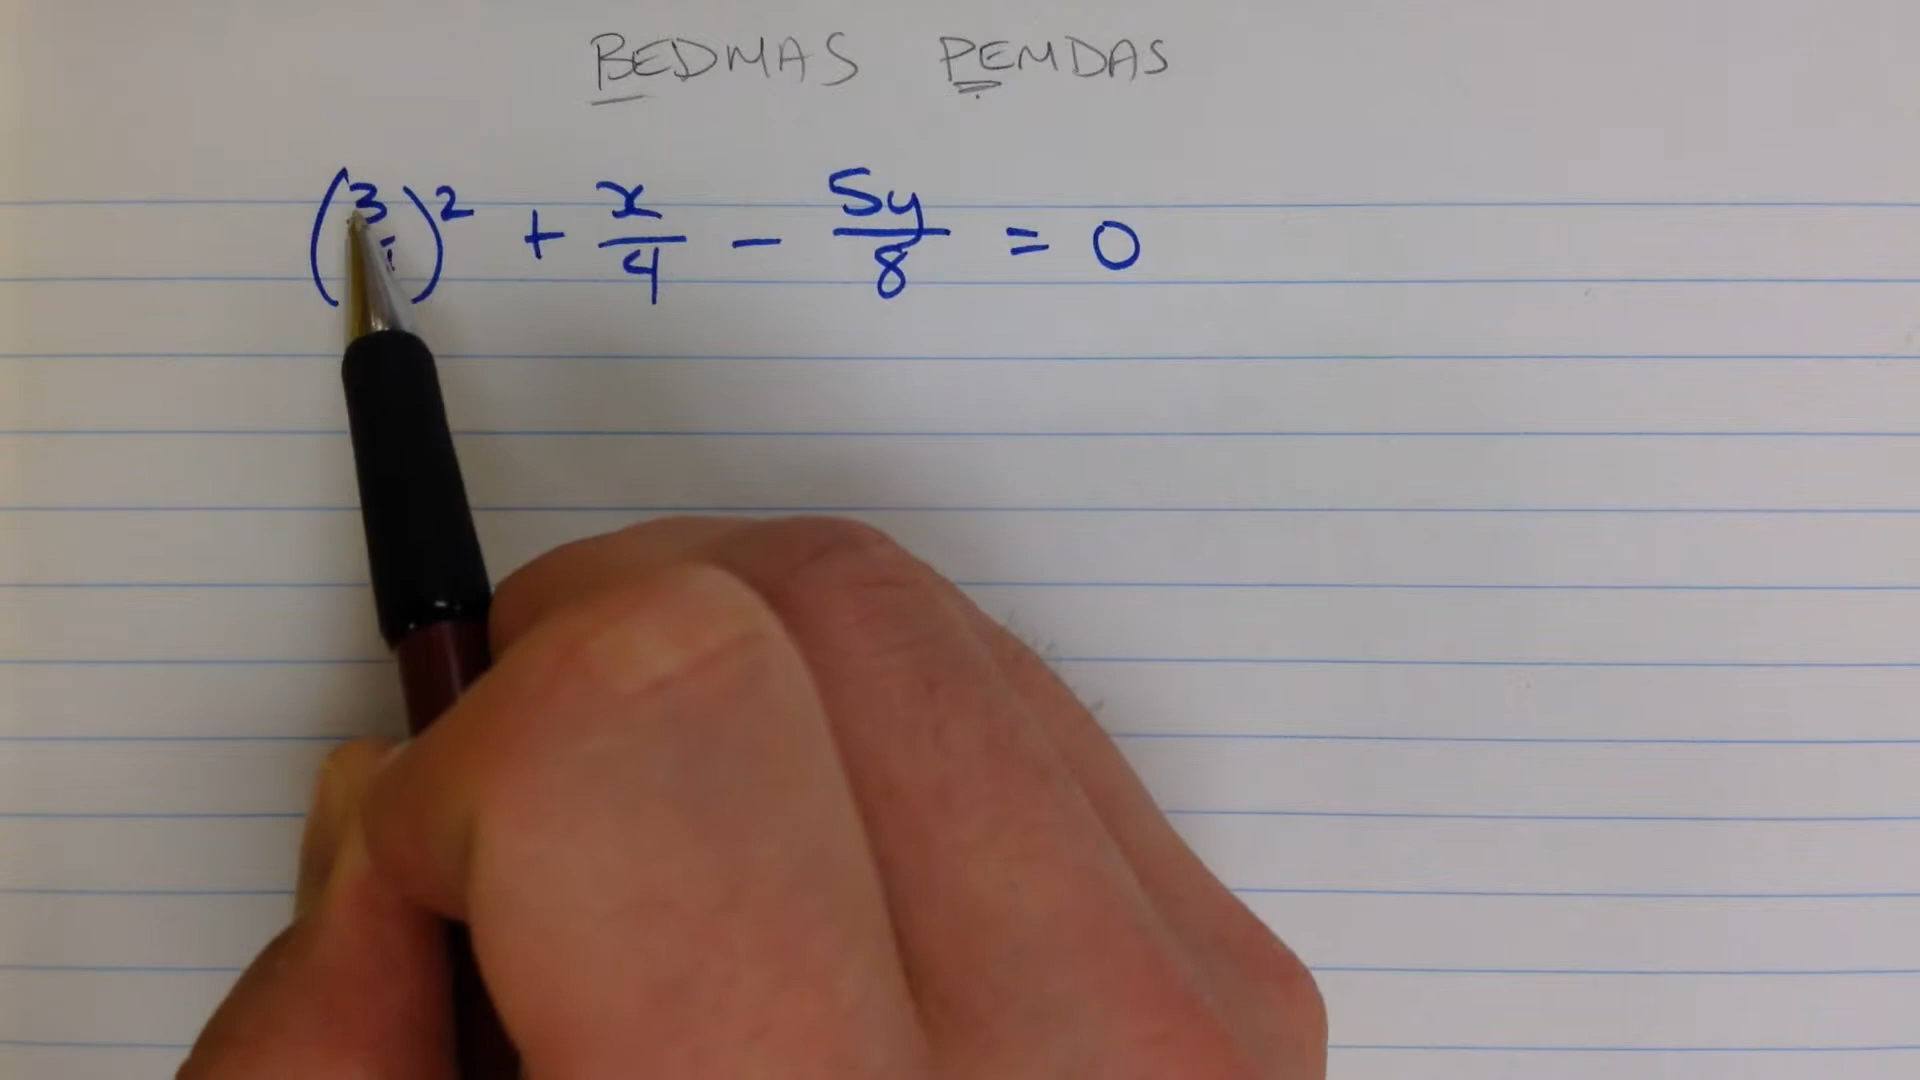 BEDMAS PEMDAS
(3/)² + x/4 - 5y/8 = 0